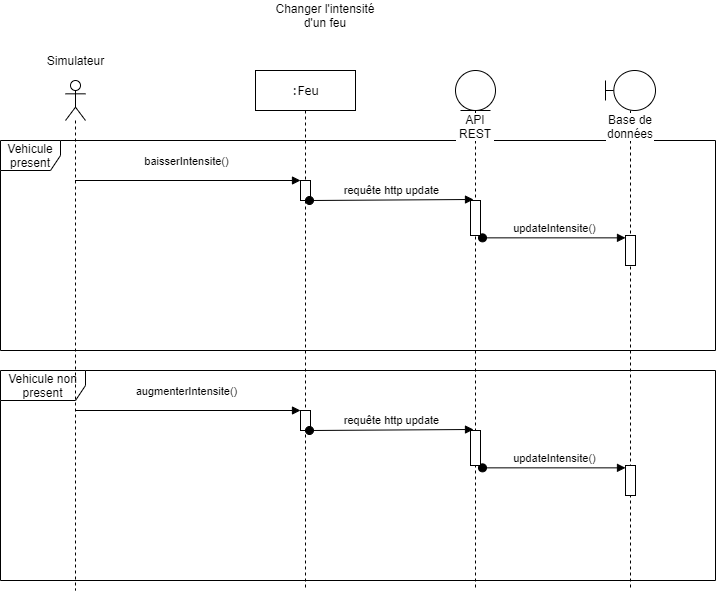 Changer l'intensité
d'un feu
Simulateur
:Feu
API
REST
Base de
données
Vehicule
present
baisserIntensite()
requête http update
updateIntensite()
Vehicule non
present
augmenterIntensite()
requête http update
updateIntensite()